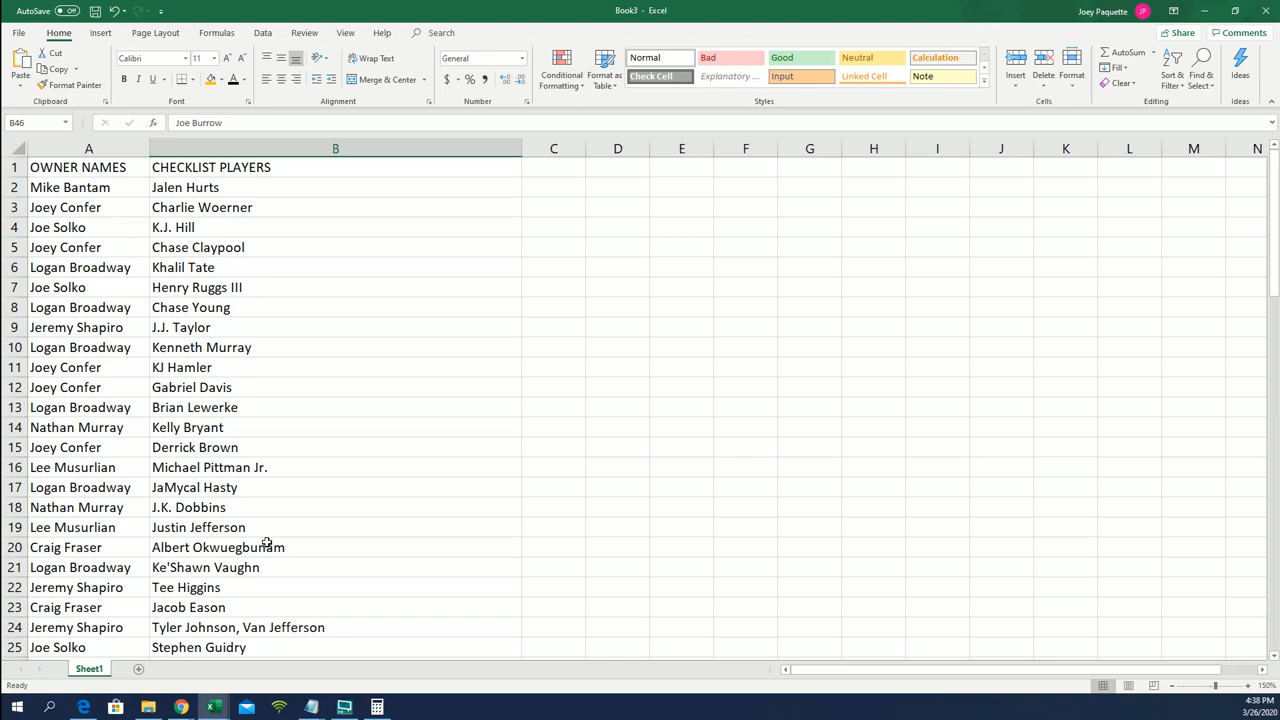 AutoSave Off Book3 - Excel Joey Paquette JP
File Home Insert Page Layout Formulas Data Review View Help Search Share Comments
Paste Cut Copy Format Painter Clipboard
Calibri 11 B I U A A Font
Wrap Text Merge & Center Alignment
General $ % , Number
Conditional Formatting Format as Table Normal Bad Good Neutral Calculation
Check Cell Explanatory ... Input Linked Cell Note Styles
Insert Delete Format Cells
AutoSum Fill Clear Sort & Filter Find & Select Editing
Ideas Ideas
B46 fx Joe Burrow
A B C D E F G H I J K L M N
1 OWNER NAMES CHECKLIST PLAYERS
2 Mike Bantam Jalen Hurts
3 Joey Confer Charlie Woerner
4 Joe Solko K.J. Hill
5 Joey Confer Chase Claypool
6 Logan Broadway Khalil Tate
7 Joe Solko Henry Ruggs III
8 Logan Broadway Chase Young
9 Jeremy Shapiro J.J. Taylor
10 Logan Broadway Kenneth Murray
11 Joey Confer KJ Hamler
12 Joey Confer Gabriel Davis
13 Logan Broadway Brian Lewerke
14 Nathan Murray Kelly Bryant
15 Joey Confer Derrick Brown
16 Lee Musurlian Michael Pittman Jr.
17 Logan Broadway JaMycal Hasty
18 Nathan Murray J.K. Dobbins
19 Lee Musurlian Justin Jefferson
20 Craig Fraser Albert Okwuegbunam
21 Logan Broadway Ke'Shawn Vaughn
22 Jeremy Shapiro Tee Higgins
23 Craig Fraser Jacob Eason
24 Jeremy Shapiro Tyler Johnson, Van Jefferson
25 Joe Solko Stephen Guidry
Sheet1
Ready 150%
4:38 PM
3/26/2020